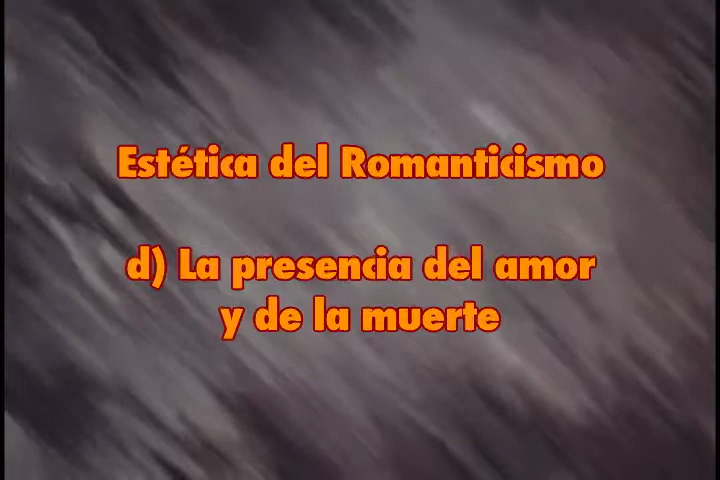 Estética del Romanticismo
d) La presencia del amor
y de la muerte